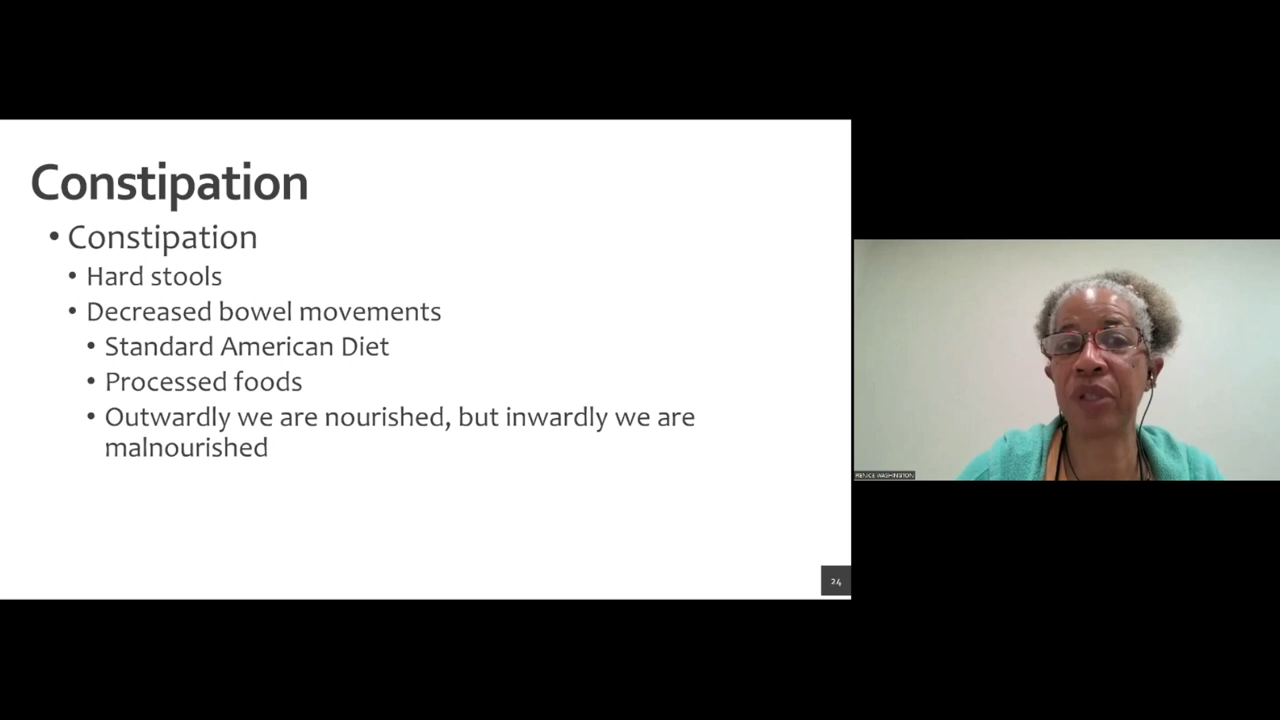 Constipation
• Constipation
• Hard stools
• Decreased bowel movements
• Standard American Diet
• Processed foods
• Outwardly we are nourished, but inwardly we are
malnourished
24
WASHINGTON